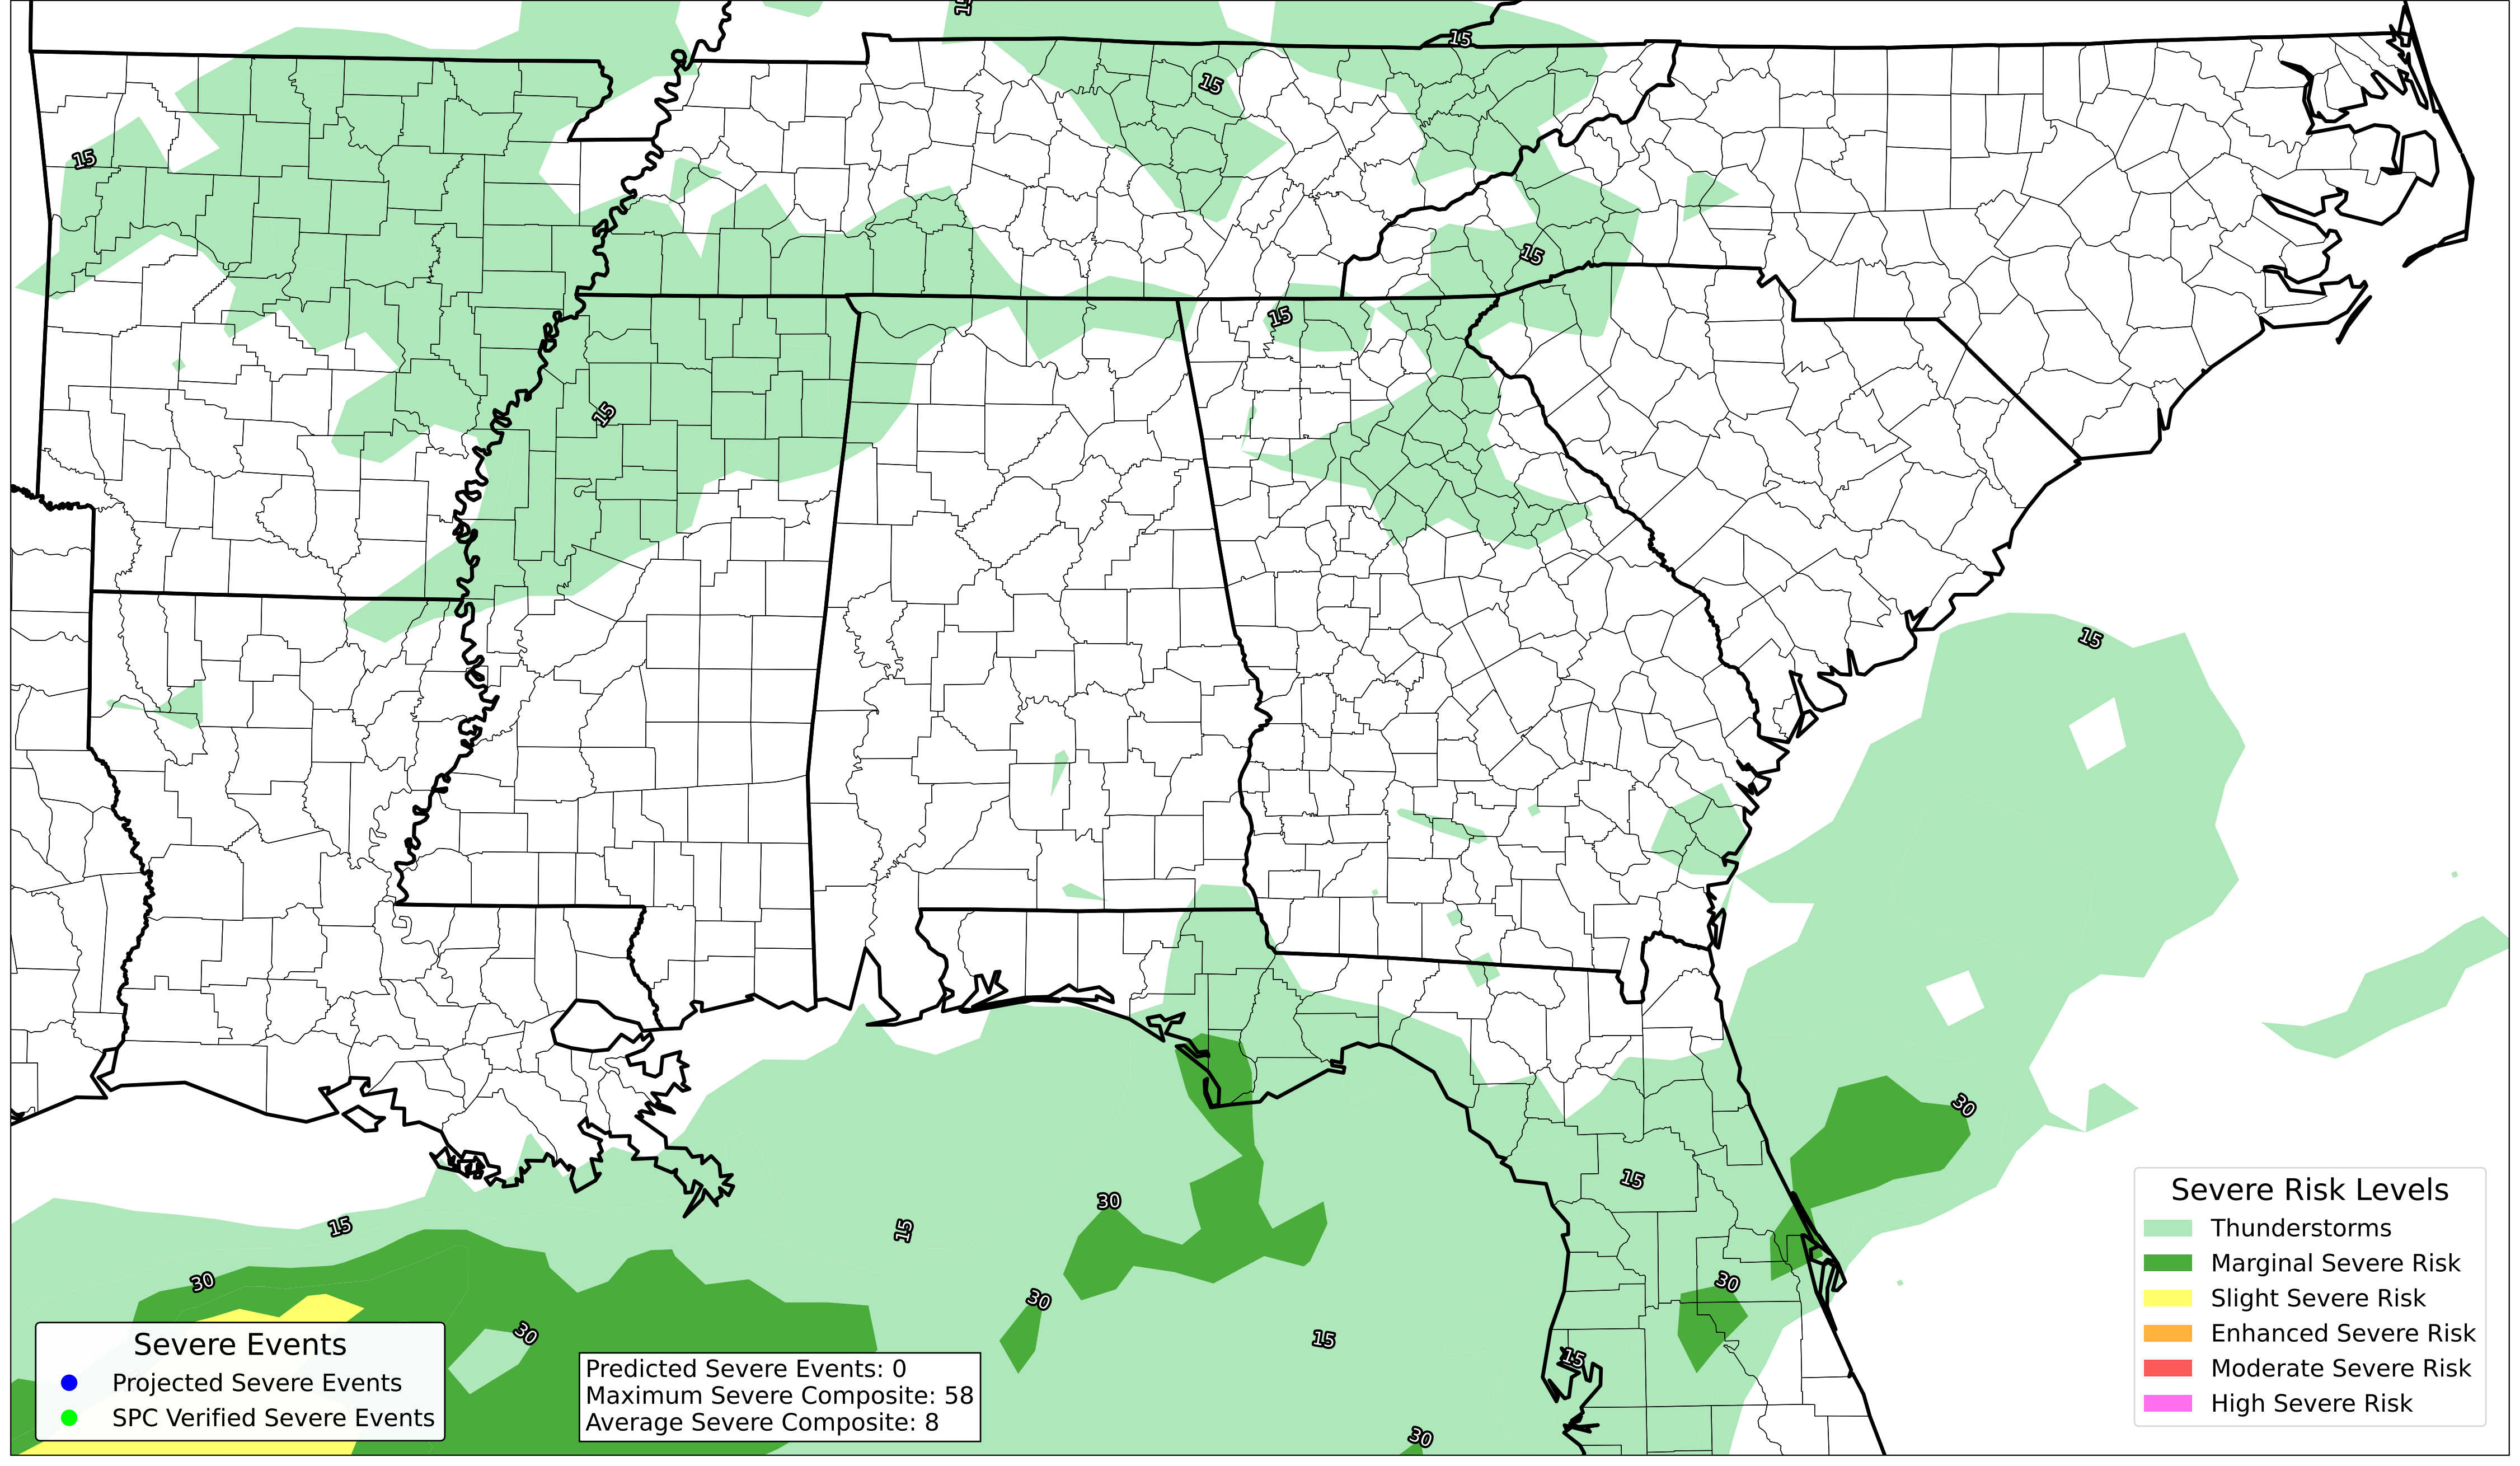 15
15
15
15
15
15
15
15
15
30
15
30
15
15
30
30
30
30
15
15
30
Severe Events
Projected Severe Events
SPC Verified Severe Events
Predicted Severe Events: 0
Maximum Severe Composite: 58
Average Severe Composite: 8
Severe Risk Levels
Thunderstorms
Marginal Severe Risk
Slight Severe Risk
Enhanced Severe Risk
Moderate Severe Risk
High Severe Risk